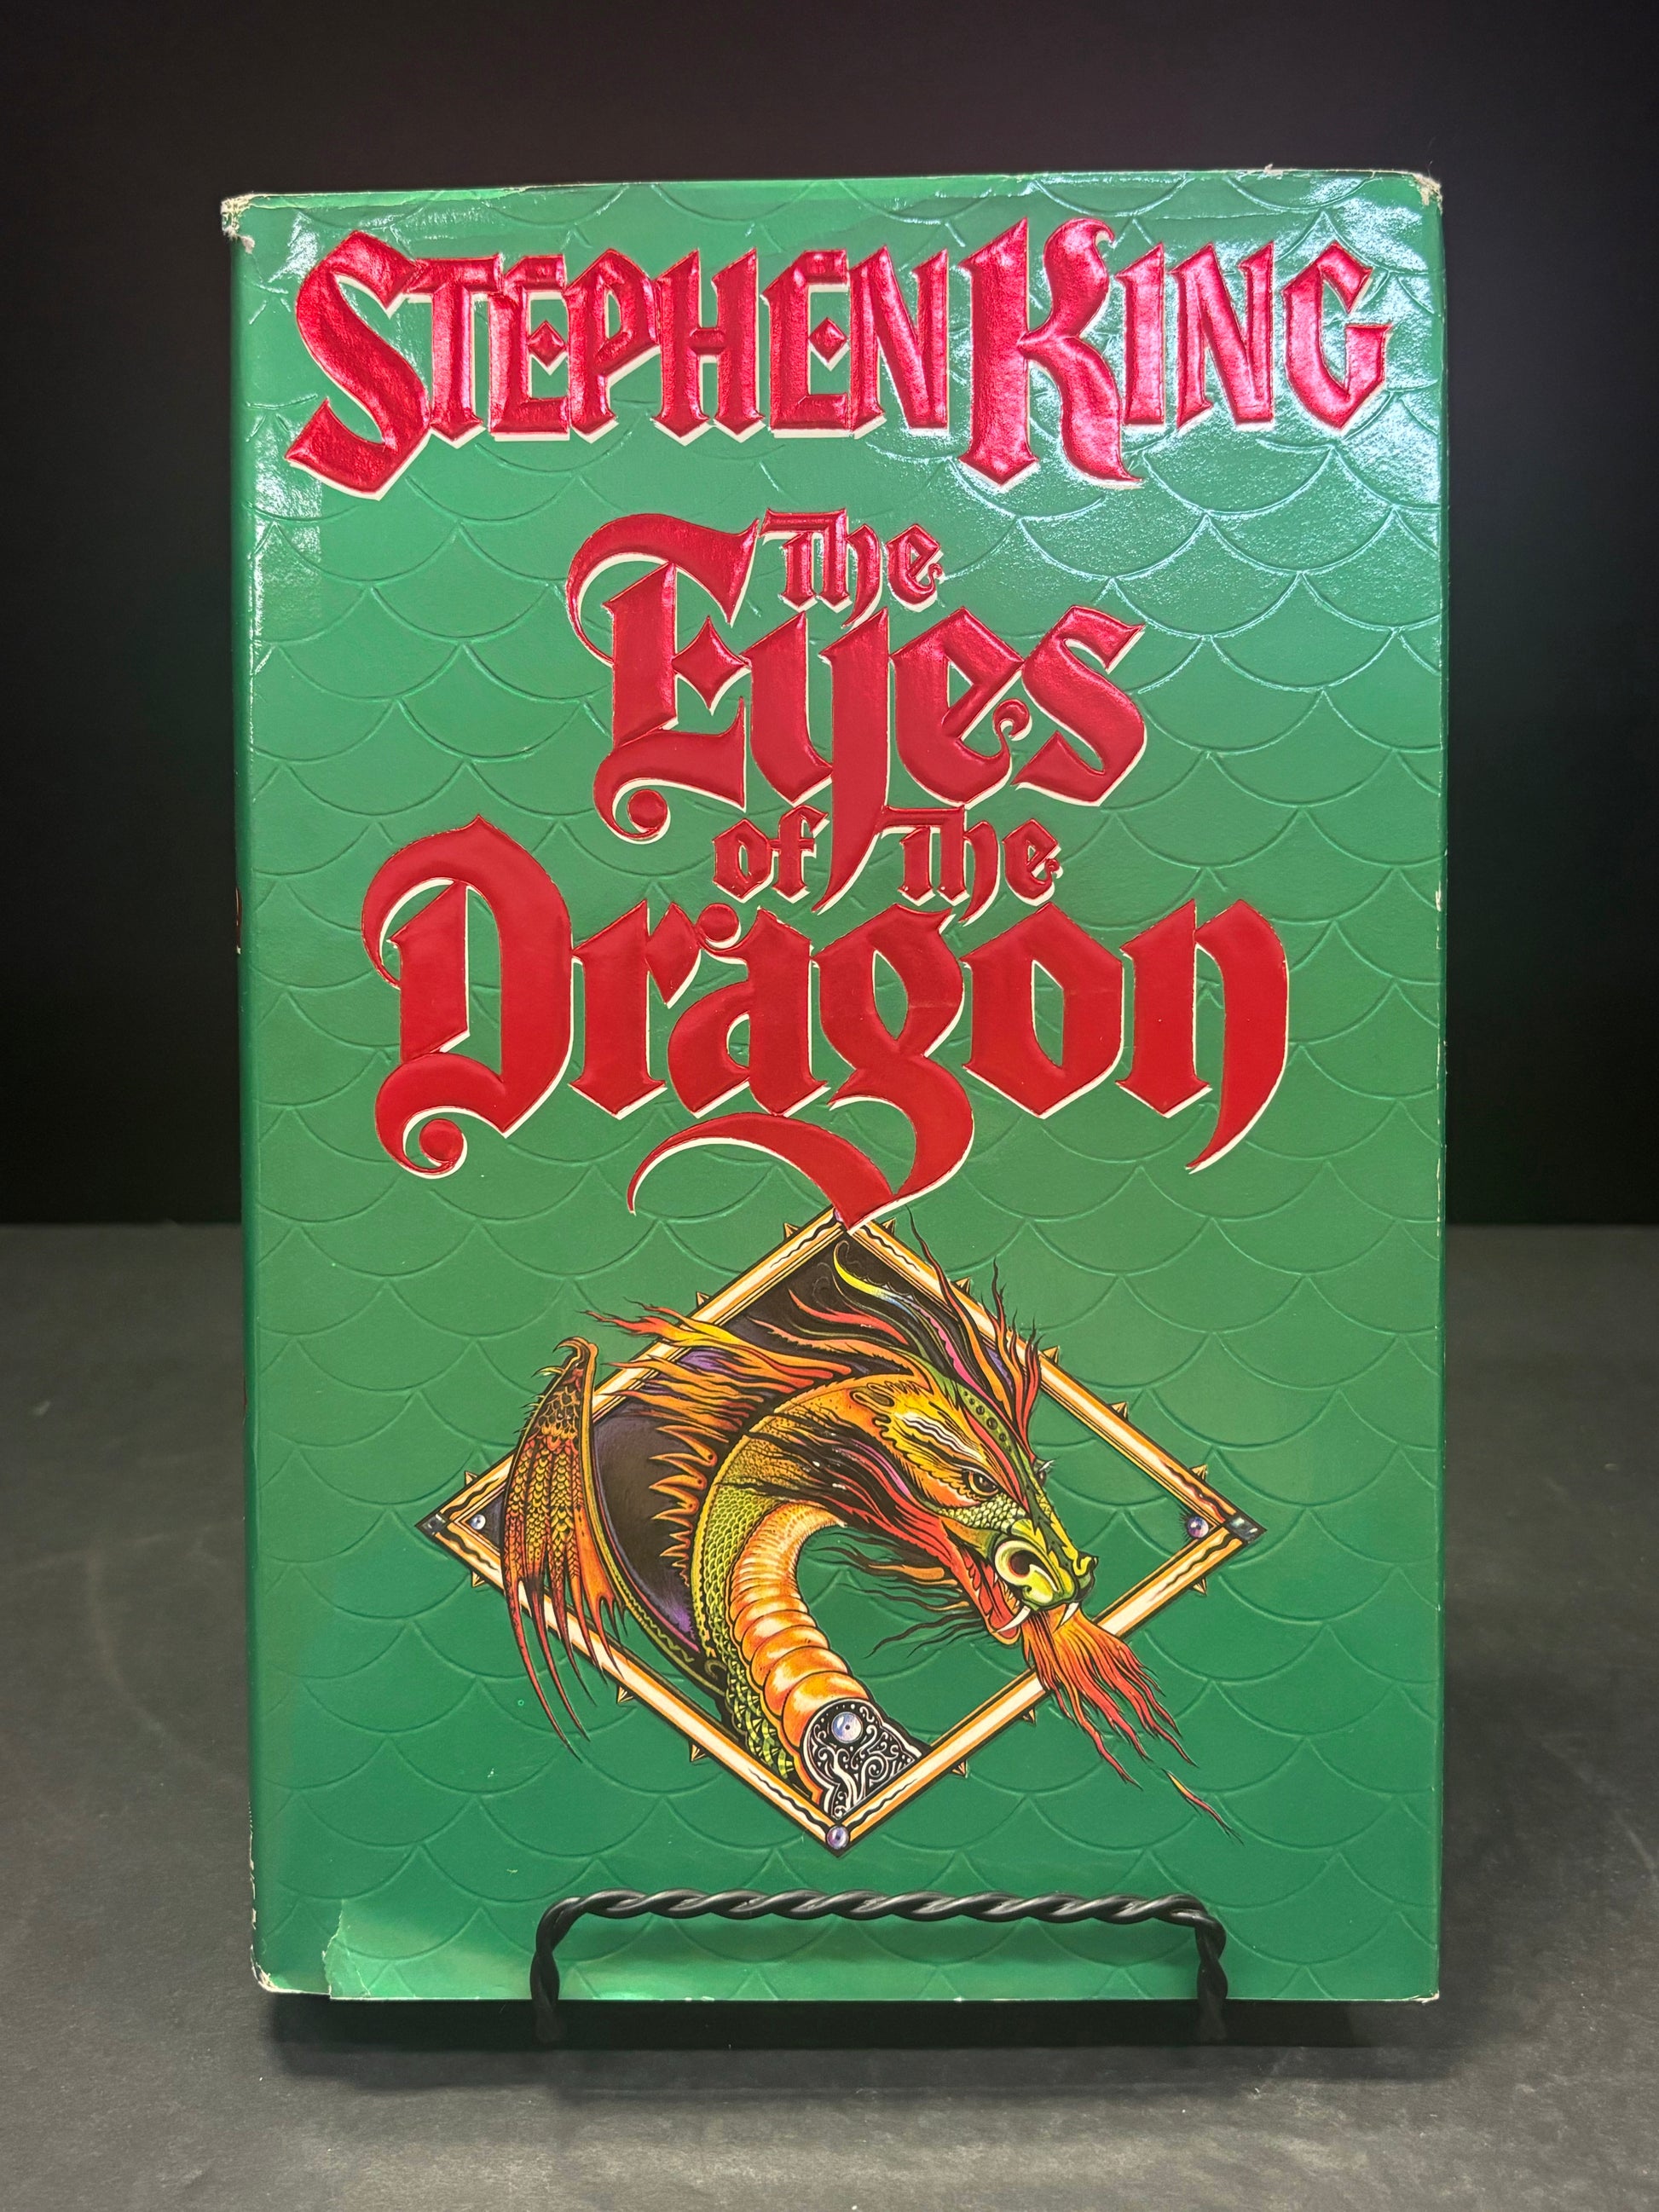 STEPHEN KING
The
Eyes
of the
Dragon